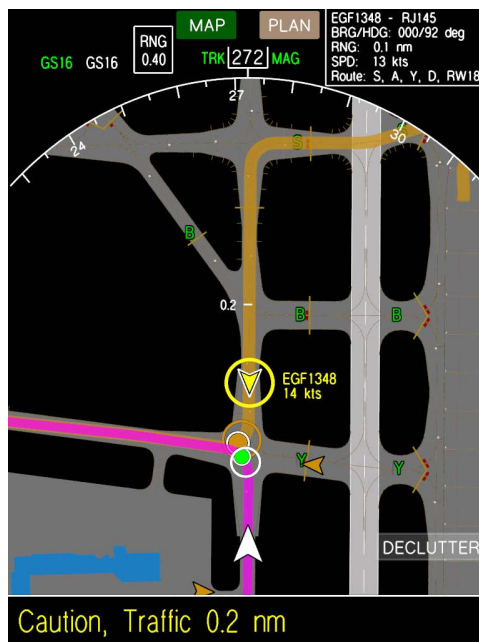 MAP
PLAN
RNG
0.40
GS16 GS16
TRK 272 MAG
EGF1348 - RJ145
BRG/HDG: 000/92 deg
RNG: 0.1 nm
SPD: 13 kts
Route: S, A, Y, D, RW18
27
24
30
S
B
0.2
B
B
EGF1348
14 kts
Y
Y
DECLUTTER
Caution, Traffic 0.2 nm